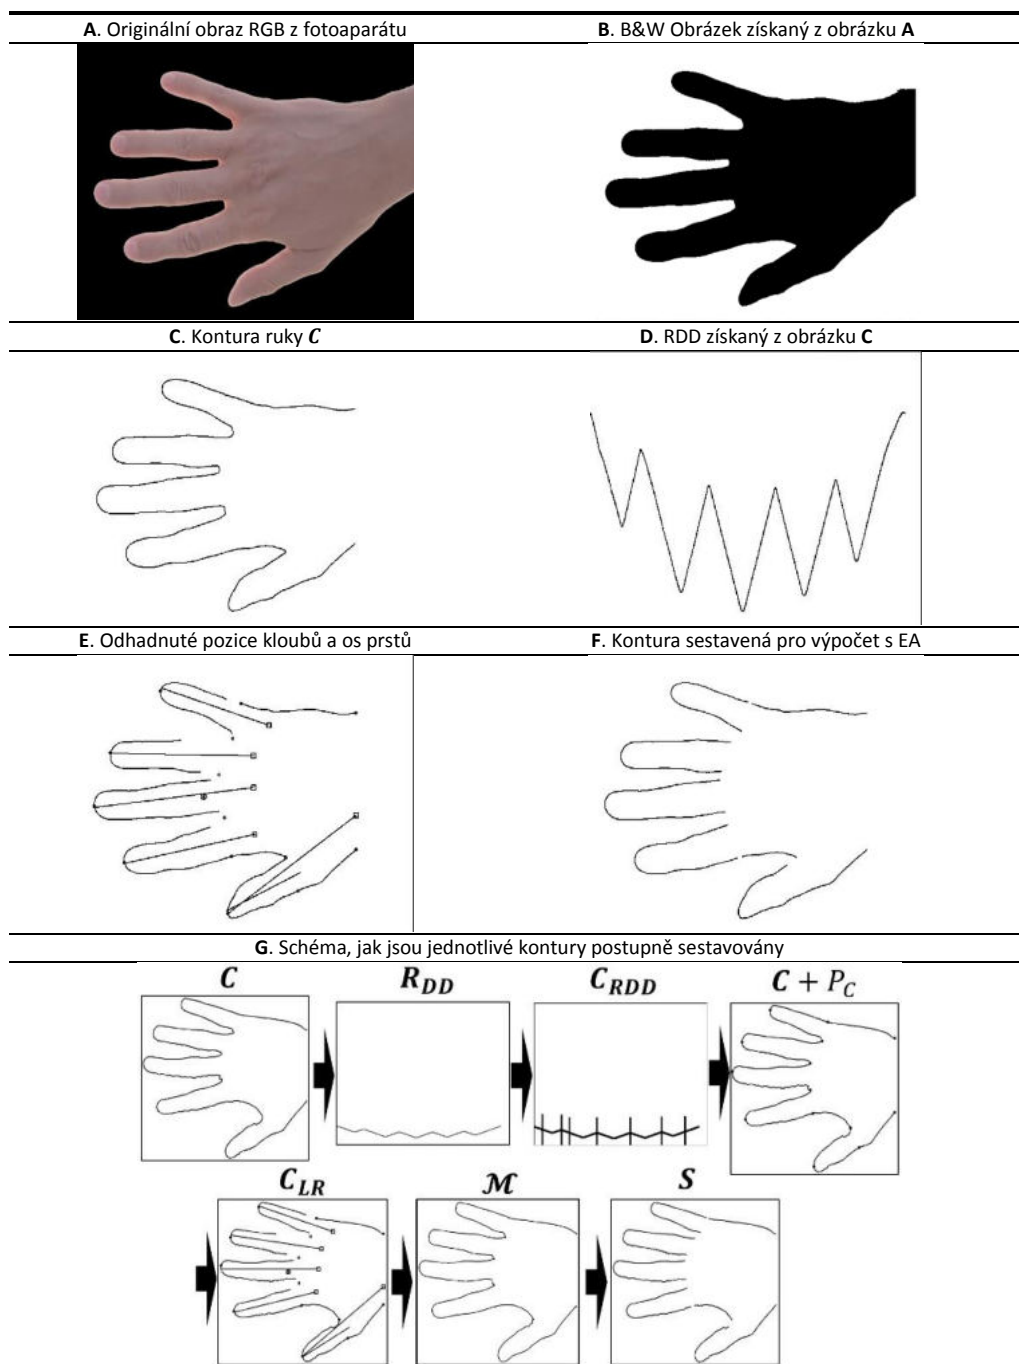 A. Originální obraz RGB z fotoaparátu
B. B&W Obrázek získaný z obrázku A
C. Kontura ruky C
D. RDD získaný z obrázku C
E. Odhadnuté pozice kloubů a os prstů
F. Kontura sestavená pro výpočet s EA
G. Schéma, jak jsou jednotlivé kontury postupně sestavovány
C
R_DD
C_RDD
C + P_C
C_LR
ℳ
S